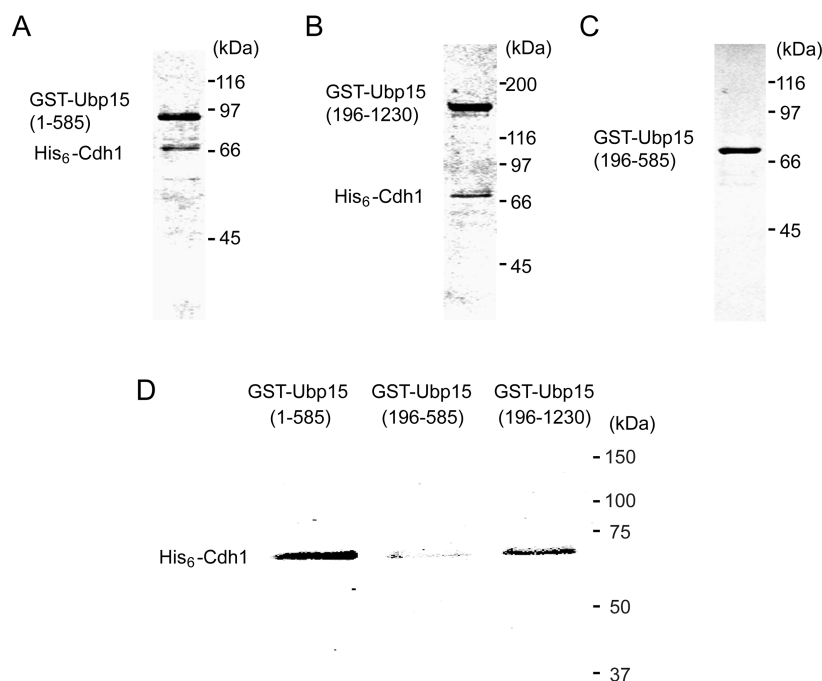 A
(kDa)
116
GST-Ubp15
(1-585)
97
His6-Cdh1
66
45
B
(kDa)
200
GST-Ubp15
(196-1230)
116
97
His6-Cdh1
66
45
C
(kDa)
116
97
GST-Ubp15
(196-585)
66
45
D
GST-Ubp15
(1-585)
GST-Ubp15
(196-585)
GST-Ubp15
(196-1230)
(kDa)
150
100
75
His6-Cdh1
50
37